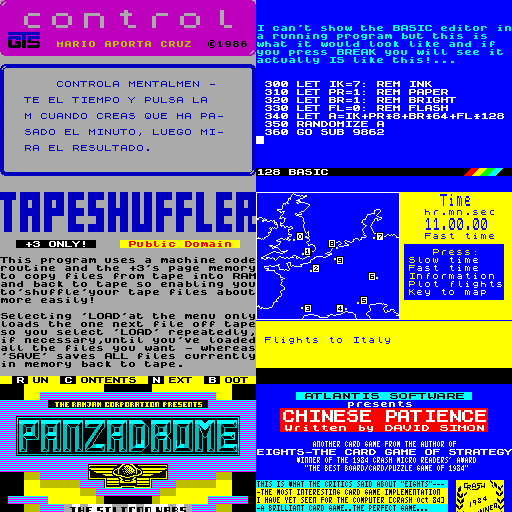 control
GTS
MARIO APORTA CRUZ ©1986
CONTROLA MENTALMEN -
TE EL TIEMPO Y PULSA LA
M CUANDO CREAS QUE HA PA-
SADO EL MINUTO, LUEGO MI-
RA EL RESULTADO.
I can't show the BASIC editor in
a running program but this is
what it would look like and if
you press BREAK you will see it
actually IS like this!
300 LET IK=7: REM INK
310 LET PR=1: REM PAPER
320 LET BR=1: REM BRIGHT
330 LET FL=0: REM FLASH
340 LET A=IK+PR*8+BR*64+FL*128
350 RANDOMIZE A
360 GO SUB 9862
128 BASIC
TAPESHUFFLER
+3 ONLY! Public Domain
This program uses a machine code
routine and the +3's page memory
to copy files from tape into RAM
and back to tape so enabling you
to'shuffle'your tape files about
more easily!
Selecting 'LOAD'at the menu only
loads the one next file off tape
so you select 'LOAD' repeatedly,
if necessary,until you've loaded
all the files you want - whereas
'SAVE' saves ALL files currently
in memory back to tape.
RUN CONTENTS NEXT BOOT
Time
hr.mn.sec
11.00.00
Fast time
Press:
Slow time
Fast time
Information
Plot flights
Key to map
0
7
8
9
2
6
5
3
4
1
Flights to Italy
THE RAMJAM CORPORATION PRESENTS
PANZADROME
THE SILICON WARS
ATLANTIS SOFTWARE
presents
CHINESE PATIENCE
Written by DAVID SIMON
ANOTHER CARD GAME FROM THE AUTHOR OF
EIGHTS-THE CARD GAME OF STRATEGY
WINNER OF THE 1984 CRASH MICRO READERS' AWARD
"THE BEST BOARD/CARD/PUZZLE GAME OF 1984"
THIS IS WHAT THE CRITICS SAID ABOUT "EIGHTS"---
-THE MOST INTERESTING CARD GAME IMPLEMENTATION
I HAVE YET SEEN FOR THE COMPUTER (CRASH Oct 84)
-A BRILLIANT CARD GAME..THE PERFECT GAME...
CRASH
1984
WINNER